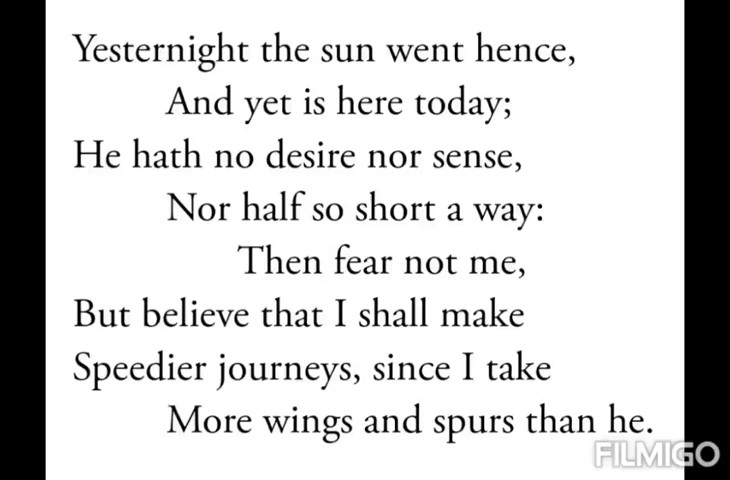 Yesternight the sun went hence,
And yet is here today;
He hath no desire nor sense,
Nor half so short a way:
Then fear not me,
But believe that I shall make
Speedier journeys, since I take
More wings and spurs than he.
FILMIGO